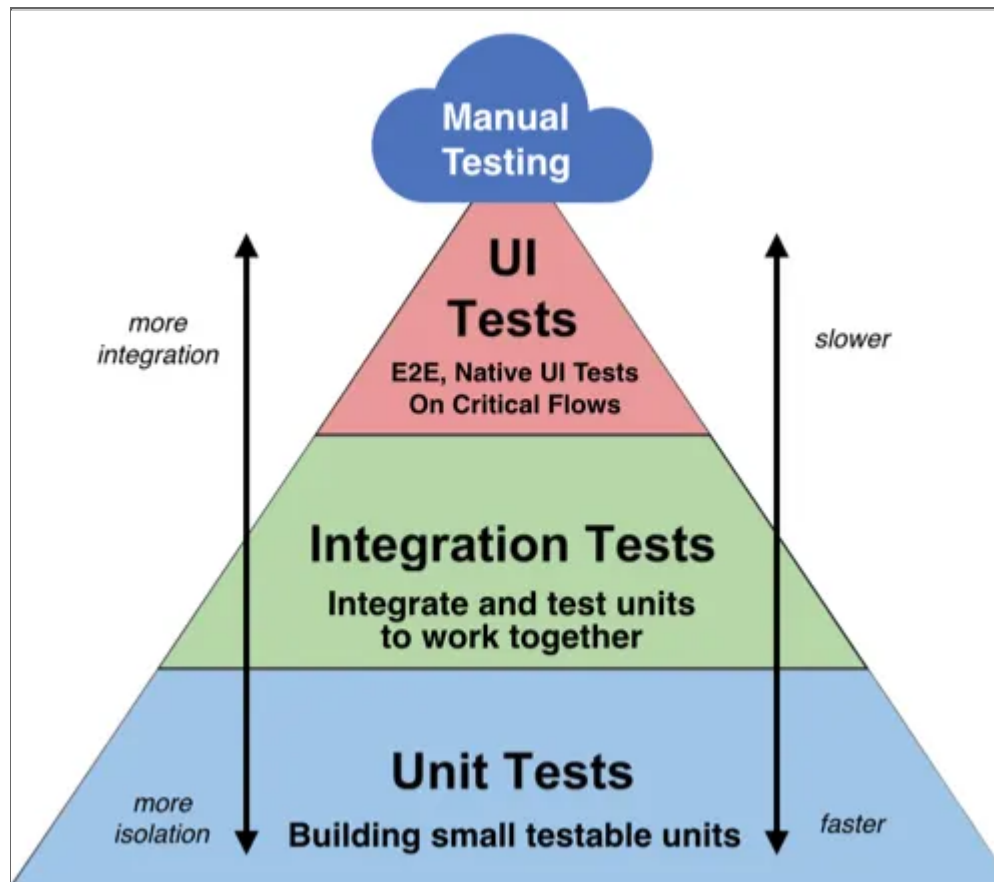 Manual
Testing
UI
Tests
E2E, Native UI Tests
On Critical Flows
more
integration
slower
Integration Tests
Integrate and test units
to work together
Unit Tests
Building small testable units
more
isolation
faster